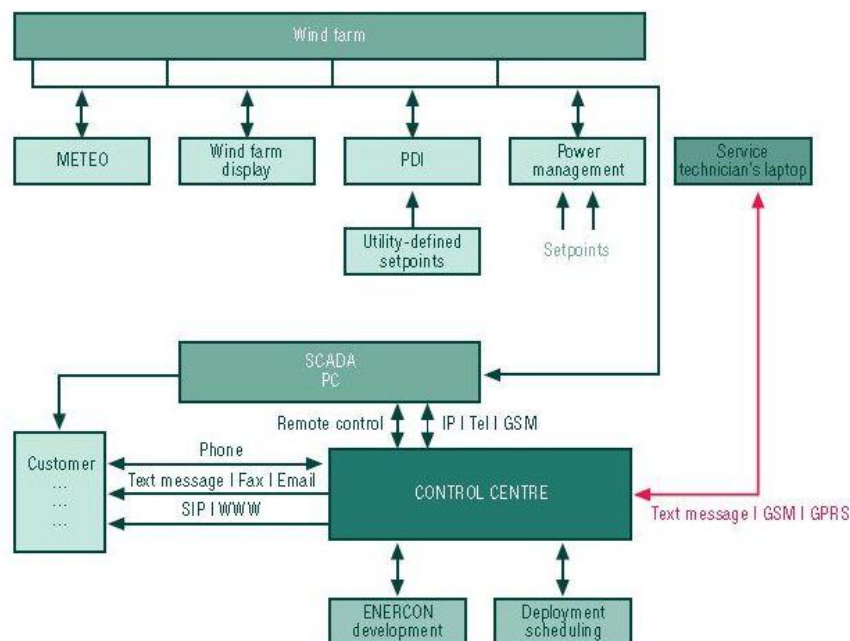 Wind farm
METEO
Wind farm
display
PDI
Power
management
Service
technician's laptop
Utility-defined
setpoints
Setpoints
SCADA
PC
Remote control
IP | Tel | GSM
Customer
...
...
...
Phone
Text message | Fax | Email
SIP | WWW
CONTROL CENTRE
Text message | GSM | GPRS
ENERCON
development
Deployment
scheduling